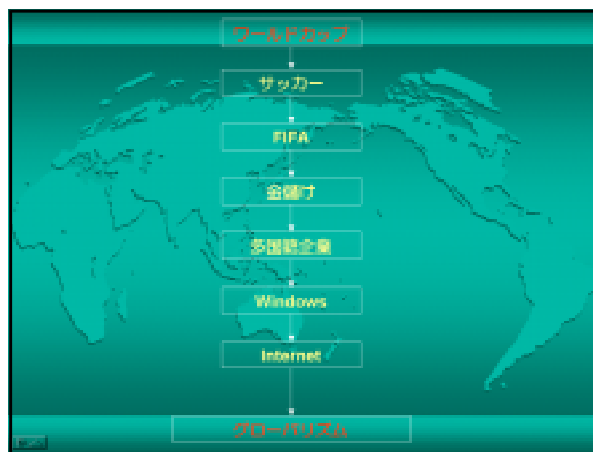 ワールドカップ
サッカー
FIFA
金儲け
多国籍企業
Windows
Internet
グローバリズム